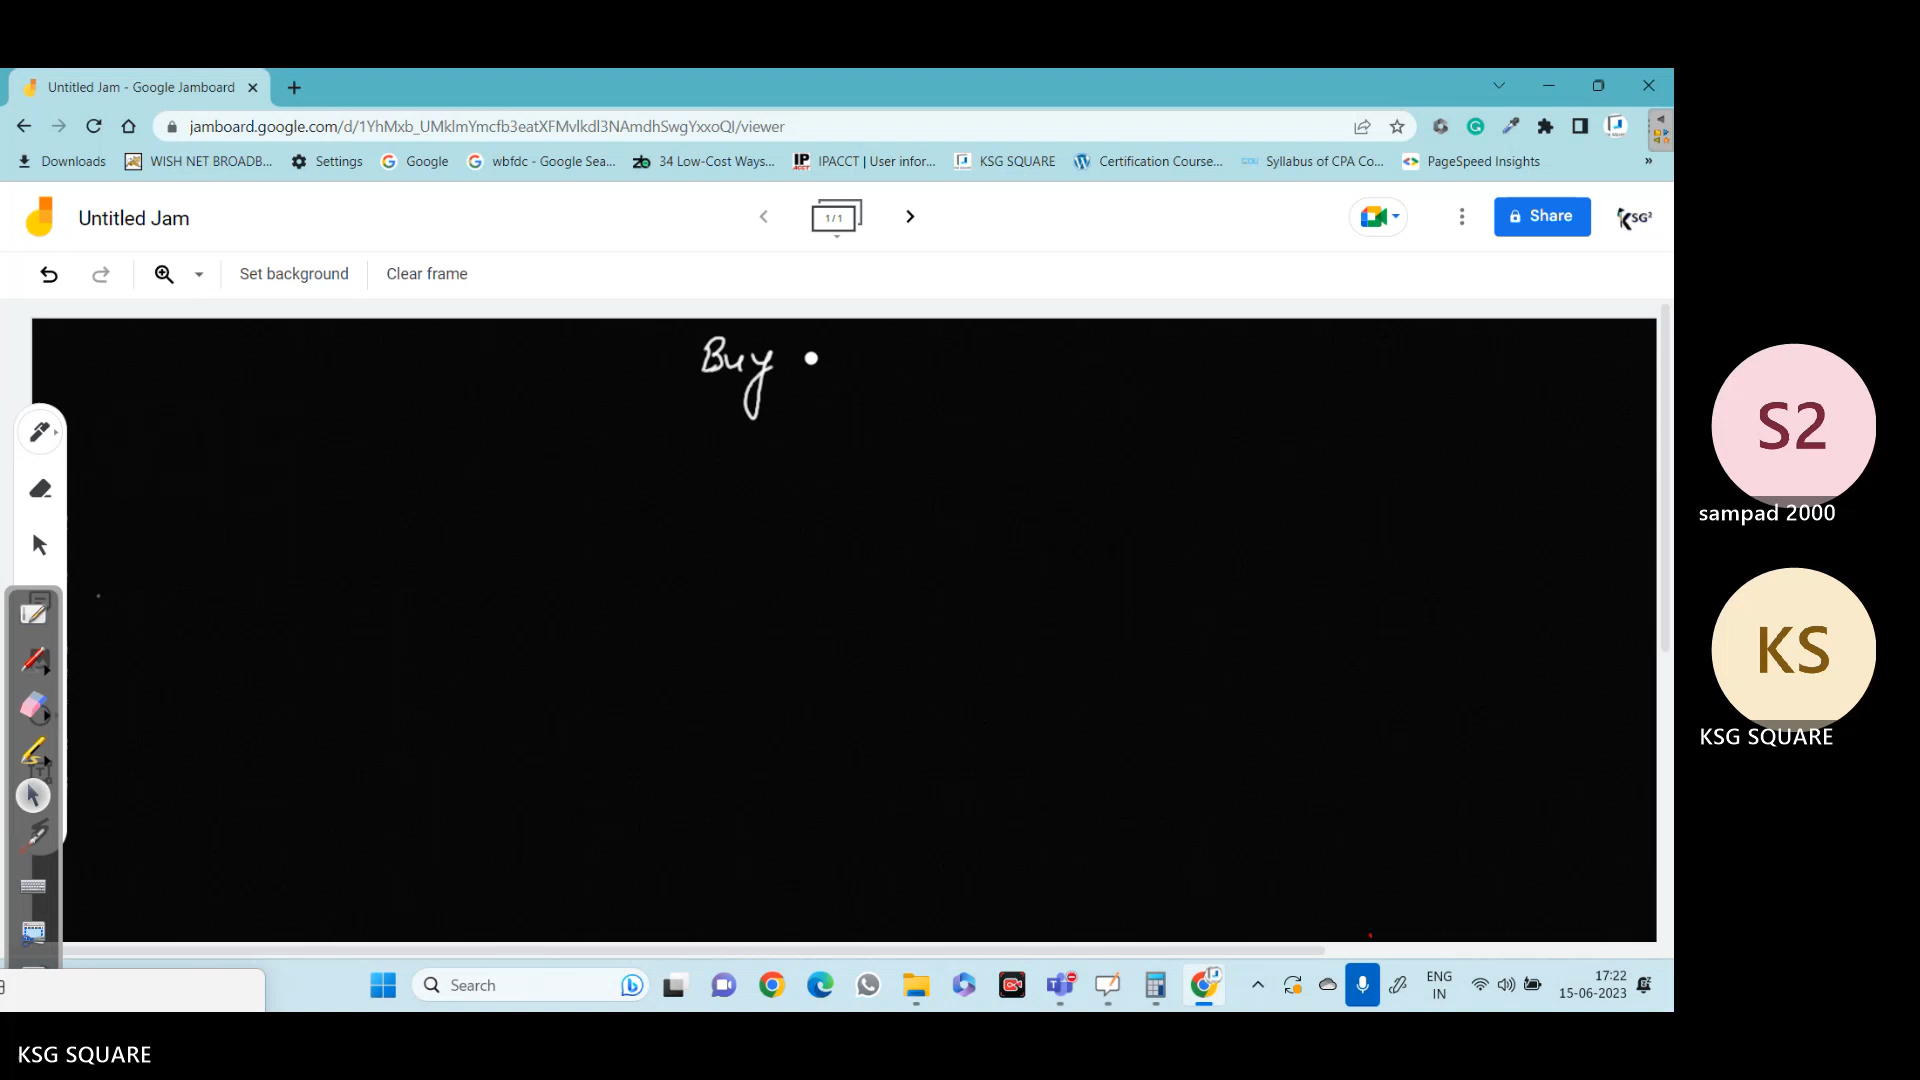 Untitled Jam - Google Jamboard
jamboard.google.com/d/1YhMxb_UMklmYmcfb3eatXFMvlkdl3NAmdhSwgYxxoQI/viewer
Downloads WISH NET BROADB... Settings Google wbfdc - Google Sea... 34 Low-Cost Ways... IPACCT | User infor... KSG SQUARE Certification Course... Syllabus of CPA Co... PageSpeed Insights »
Untitled Jam 1/1 Share KSG²
Set background Clear frame
Buy
S2
sampad 2000
KS
KSG SQUARE
Search ENG IN 17:22 15-06-2023
KSG SQUARE